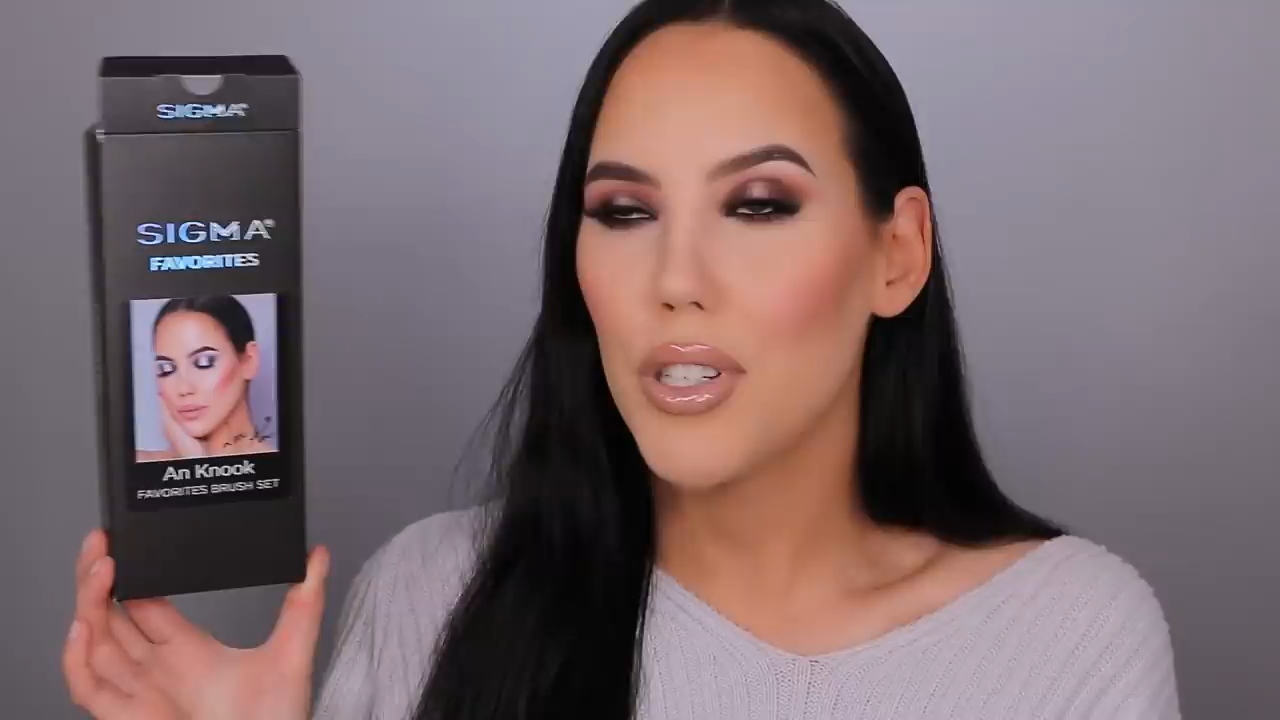 SIGMA®
SIGMA®
FAVORITES
An Knook
FAVORITES BRUSH SET